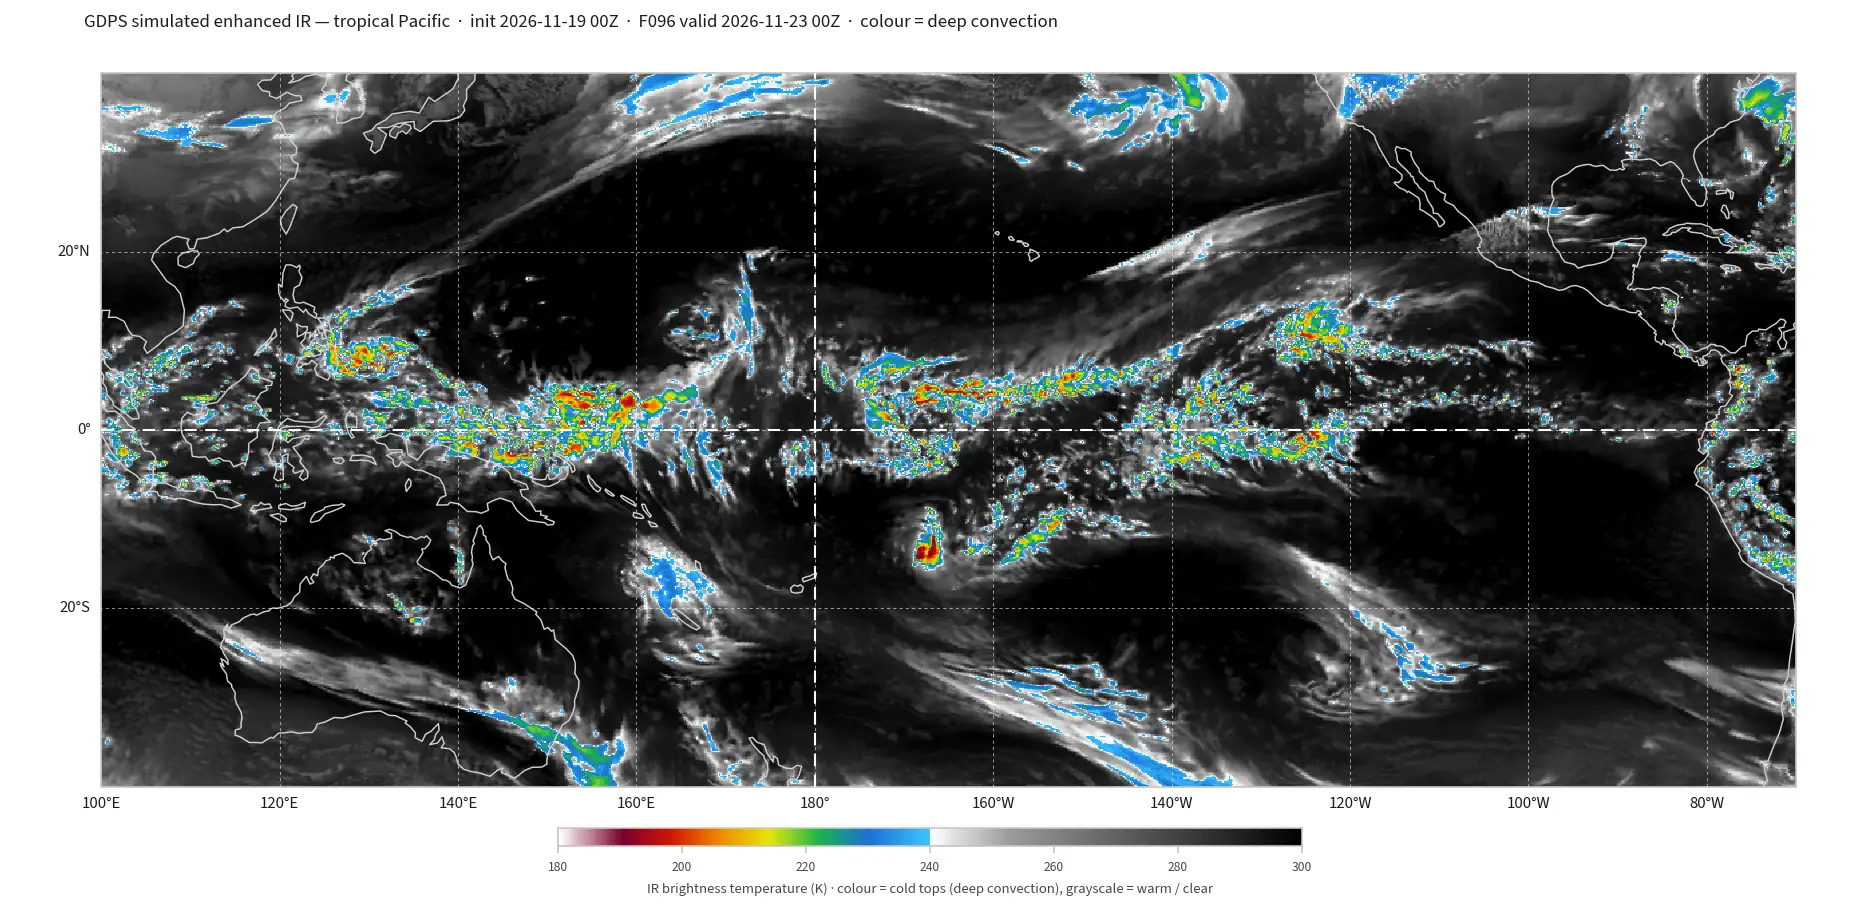 GDPS simulated enhanced IR — tropical Pacific · init 2026-11-19 00Z · F096 valid 2026-11-23 00Z · colour = deep convection
20°N
0°
20°S
100°E 120°E 140°E 160°E 180° 160°W 140°W 120°W 100°W 80°W
180 200 220 240 260 280 300
IR brightness temperature (K) · colour = cold tops (deep convection), grayscale = warm / clear